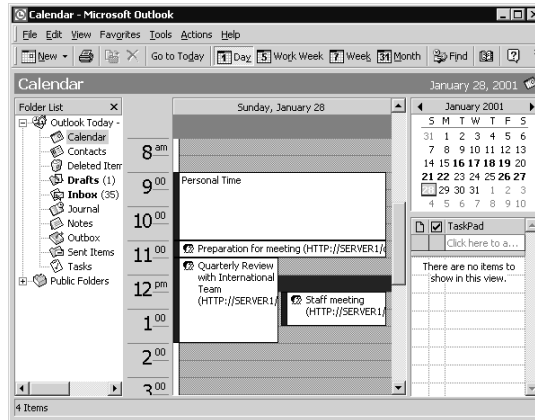 Calendar - Microsoft Outlook
File Edit View Favorites Tools Actions Help
New Go to Today 1 Day 5 Work Week 7 Week 31 Month Find
Calendar January 28, 2001
Folder List
Outlook Today -
Calendar
Contacts
Deleted Item
Drafts (1)
Inbox (35)
Journal
Notes
Outbox
Sent Items
Tasks
Public Folders
Sunday, January 28
8 am
9 00
10 00
11 00
12 pm
1 00
2 00
3 00
Personal Time
Preparation for meeting (HTTP://SERVER1/
Quarterly Review
with International
Team
(HTTP://SERVER1/
Staff meeting
(HTTP://SERVER1/
January 2001
S M T W T F S
31 1 2 3 4 5 6
7 8 9 10 11 12 13
14 15 16 17 18 19 20
21 22 23 24 25 26 27
28 29 30 31 1 2 3
4 5 6 7 8 9 10
TaskPad
Click here to a...
There are no items to
show in this view.
4 Items